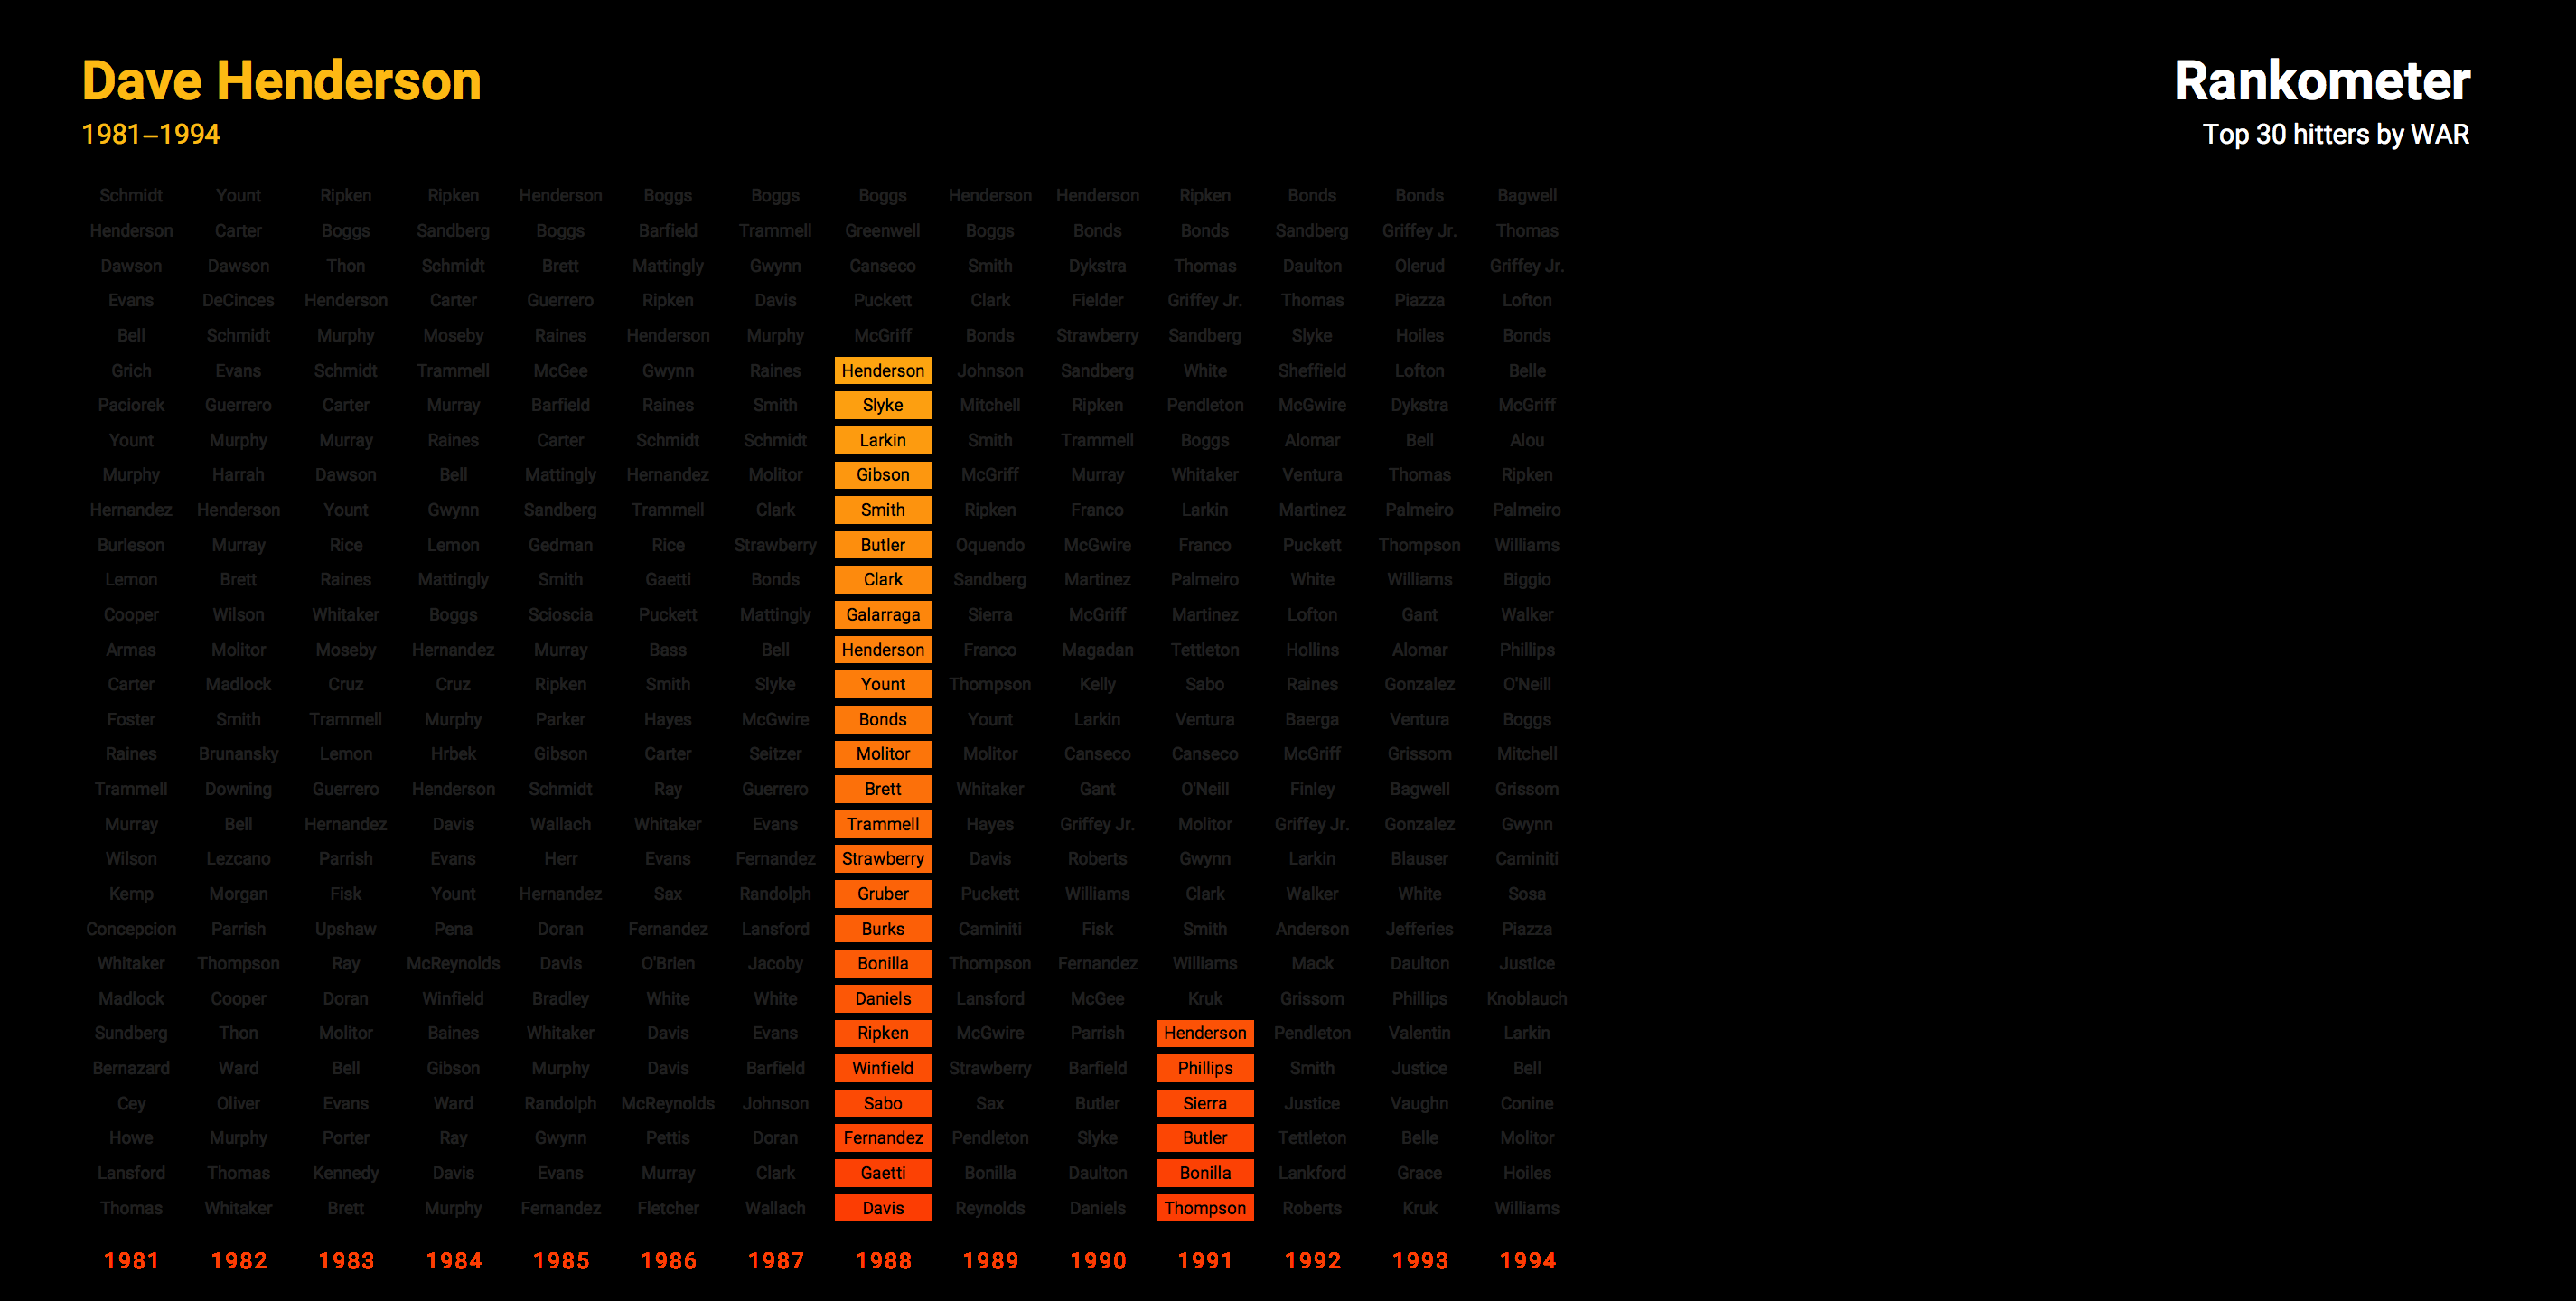 Dave Henderson
1981–1994
Rankometer
Top 30 hitters by WAR
Schmidt Yount Ripken Ripken Henderson Boggs Boggs Boggs Henderson Henderson Ripken Bonds Bonds Bagwell
Henderson Carter Boggs Sandberg Boggs Barfield Trammell Greenwell Boggs Bonds Bonds Sandberg Griffey Jr. Thomas
Dawson Dawson Thon Schmidt Brett Mattingly Gwynn Canseco Smith Dykstra Thomas Daulton Olerud Griffey Jr.
Evans DeCinces Henderson Carter Guerrero Ripken Davis Puckett Clark Fielder Griffey Jr. Thomas Piazza Lofton
Bell Schmidt Murphy Moseby Raines Henderson Murphy McGriff Bonds Strawberry Sandberg Slyke Hoiles Bonds
Grich Evans Schmidt Trammell McGee Gwynn Raines Henderson Johnson Sandberg White Sheffield Lofton Belle
Paciorek Guerrero Carter Murray Barfield Raines Smith Slyke Mitchell Ripken Pendleton McGwire Dykstra McGriff
Yount Murphy Murray Raines Carter Schmidt Schmidt Larkin Smith Trammell Boggs Alomar Bell Alou
Murphy Harrah Dawson Bell Mattingly Hernandez Molitor Gibson McGriff Murray Whitaker Ventura Thomas Ripken
Hernandez Henderson Yount Gwynn Sandberg Trammell Clark Smith Ripken Franco Larkin Martinez Palmeiro Palmeiro
Burleson Murray Rice Lemon Gedman Rice Strawberry Butler Oquendo McGwire Franco Puckett Thompson Williams
Lemon Brett Raines Mattingly Smith Gaetti Bonds Clark Sandberg Martinez Palmeiro White Williams Biggio
Cooper Wilson Whitaker Boggs Scioscia Puckett Mattingly Galarraga Sierra McGriff Martinez Lofton Gant Walker
Armas Molitor Moseby Hernandez Murray Bass Bell Henderson Franco Magadan Tettleton Hollins Alomar Phillips
Carter Madlock Cruz Cruz Ripken Smith Slyke Yount Thompson Kelly Sabo Raines Gonzalez O'Neill
Foster Smith Trammell Murphy Parker Hayes McGwire Bonds Yount Larkin Ventura Baerga Ventura Boggs
Raines Brunansky Lemon Hrbek Gibson Carter Seitzer Molitor Molitor Canseco Canseco McGriff Grissom Mitchell
Trammell Downing Guerrero Henderson Schmidt Ray Guerrero Brett Whitaker Gant O'Neill Finley Bagwell Grissom
Murray Bell Hernandez Davis Wallach Whitaker Evans Trammell Hayes Griffey Jr. Molitor Griffey Jr. Gonzalez Gwynn
Wilson Lezcano Parrish Evans Herr Evans Fernandez Strawberry Davis Roberts Gwynn Larkin Blauser Caminiti
Kemp Morgan Fisk Yount Hernandez Sax Randolph Gruber Puckett Williams Clark Walker White Sosa
Concepcion Parrish Upshaw Pena Doran Fernandez Lansford Burks Caminiti Fisk Smith Anderson Jefferies Piazza
Whitaker Thompson Ray McReynolds Davis O'Brien Jacoby Bonilla Thompson Fernandez Williams Mack Daulton Justice
Madlock Cooper Doran Winfield Bradley White White Daniels Lansford McGee Kruk Grissom Phillips Knoblauch
Sundberg Thon Molitor Baines Whitaker Davis Evans Ripken McGwire Parrish Henderson Pendleton Valentin Larkin
Bernazard Ward Bell Gibson Murphy Davis Barfield Winfield Strawberry Barfield Phillips Smith Justice Bell
Cey Oliver Evans Ward Randolph McReynolds Johnson Sabo Sax Butler Sierra Justice Vaughn Conine
Howe Murphy Porter Ray Gwynn Pettis Doran Fernandez Pendleton Slyke Butler Tettleton Belle Molitor
Lansford Thomas Kennedy Davis Evans Murray Clark Gaetti Bonilla Daulton Bonilla Lankford Grace Hoiles
Thomas Whitaker Brett Murphy Fernandez Fletcher Wallach Davis Reynolds Daniels Thompson Roberts Kruk Williams
1981 1982 1983 1984 1985 1986 1987 1988 1989 1990 1991 1992 1993 1994